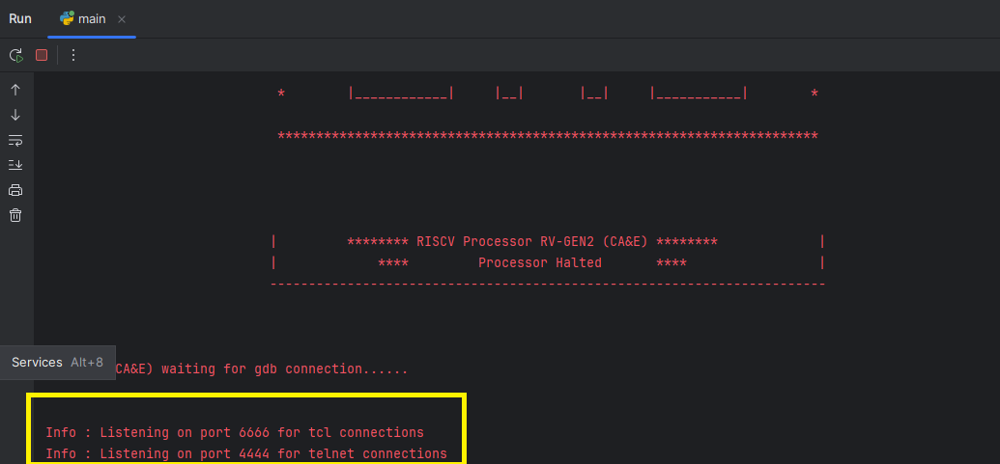 Run main ×
* |____________| |__| |__| |___________| *
**********************************************************************
| ******** RISCV Processor RV-GEN2 (CA&E) ******** |
| **** Processor Halted **** |
------------------------------------------------------------------------
Services Alt+8
CA&E) waiting for gdb connection......
Info : Listening on port 6666 for tcl connections
Info : Listening on port 4444 for telnet connections